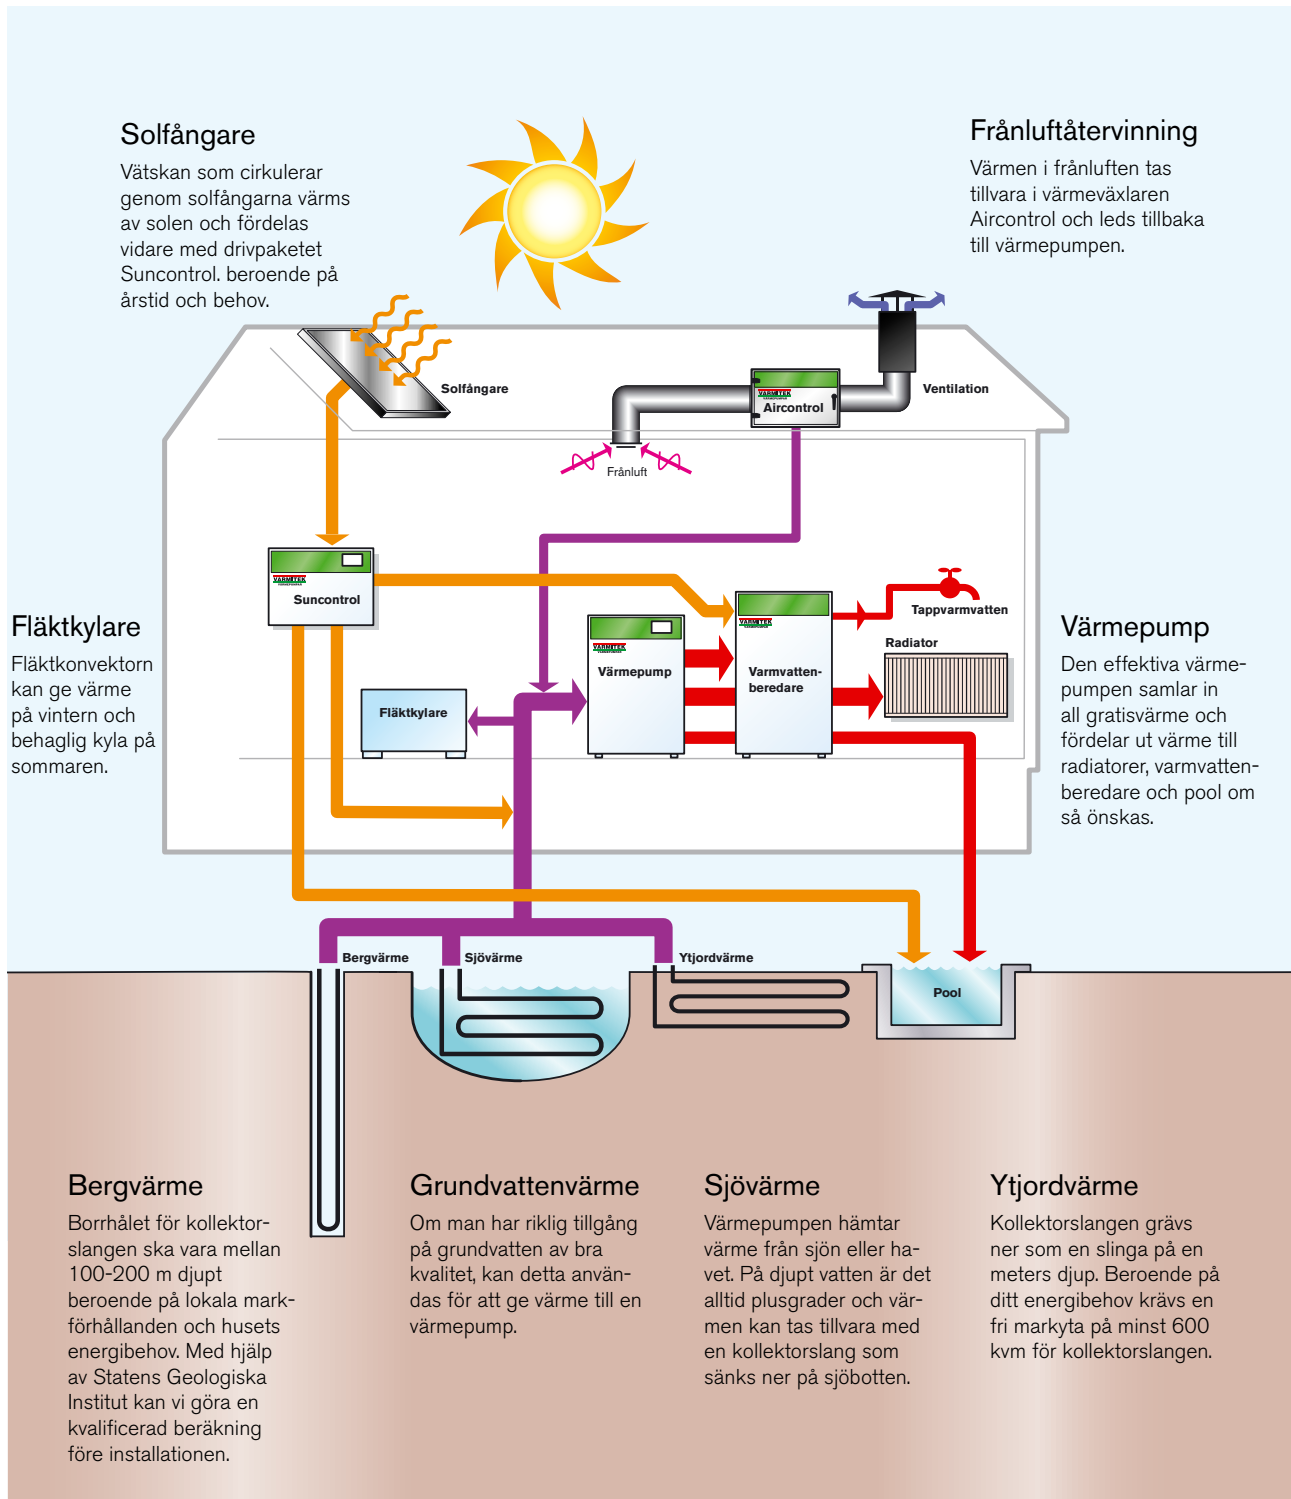 Solfångare
Vätskan som cirkulerar
genom solfångarna värms
av solen och fördelas
vidare med drivpaketet
Suncontrol. beroende på
årstid och behov.
Frånluftåtervinning
Värmen i frånluften tas
tillvara i värmeväxlaren
Aircontrol och leds tillbaka
till värmepumpen.
Solfångare
VARMITEK
VÄRMEPUMPAR
Aircontrol
Ventilation
Frånluft
VARMITEK
VÄRMEPUMPAR
Suncontrol
Fläktkylare
Fläktkonvektorn
kan ge värme
på vintern och
behaglig kyla på
sommaren.
Fläktkylare
VARMITEK
VÄRMEPUMPAR
Värmepump
VARMITEK
VÄRMEPUMPAR
Varmvatten-
beredare
Tappvarmvatten
Radiator
Värmepump
Den effektiva värme-
pumpen samlar in
all gratisvärme och
fördelar ut värme till
radiatorer, varmvatten-
beredare och pool om
så önskas.
Bergvärme
Sjövärme
Ytjordvärme
Pool
Bergvärme
Borrhålet för kollektor-
slangen ska vara mellan
100-200 m djupt
beroende på lokala mark-
förhållanden och husets
energibehov. Med hjälp
av Statens Geologiska
Institut kan vi göra en
kvalificerad beräkning
före installationen.
Grundvattenvärme
Om man har riklig tillgång
på grundvatten av bra
kvalitet, kan detta använ-
das för att ge värme till en
värmepump.
Sjövärme
Värmepumpen hämtar
värme från sjön eller ha-
vet. På djupt vatten är det
alltid plusgrader och vär-
men kan tas tillvara med
en kollektorslang som
sänks ner på sjöbotten.
Ytjordvärme
Kollektorslangen grävs
ner som en slinga på en
meters djup. Beroende på
ditt energibehov krävs en
fri markyta på minst 600
kvm för kollektorslangen.